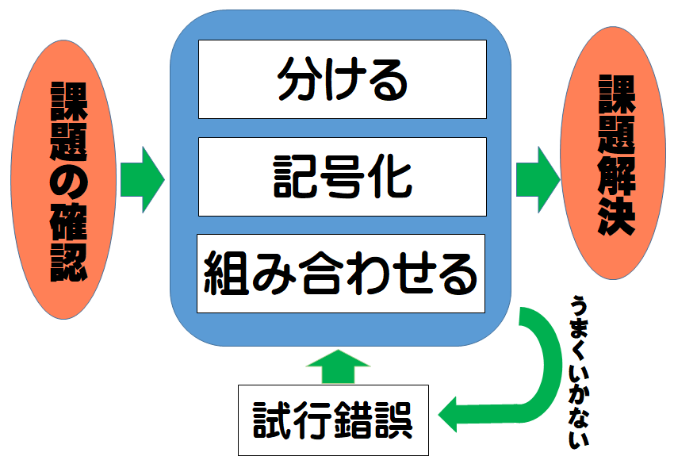 課題の確認
分ける
記号化
組み合わせる
課題解決
うまくいかない
試行錯誤